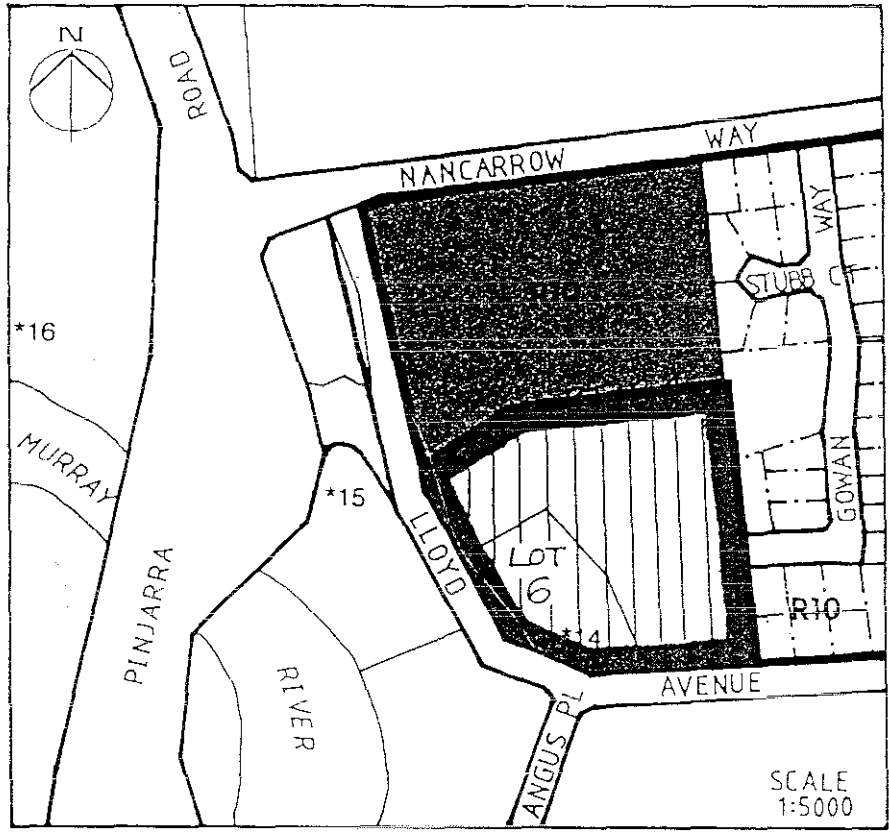 N
ROAD
NANCARROW WAY
WAY
STUBB CT
*16
MURRAY
*15
GOWAN
LLOYD
LOT
6
*14
R10
PINJARRA
RIVER
AVENUE
ANGUS PL
SCALE
1:5000